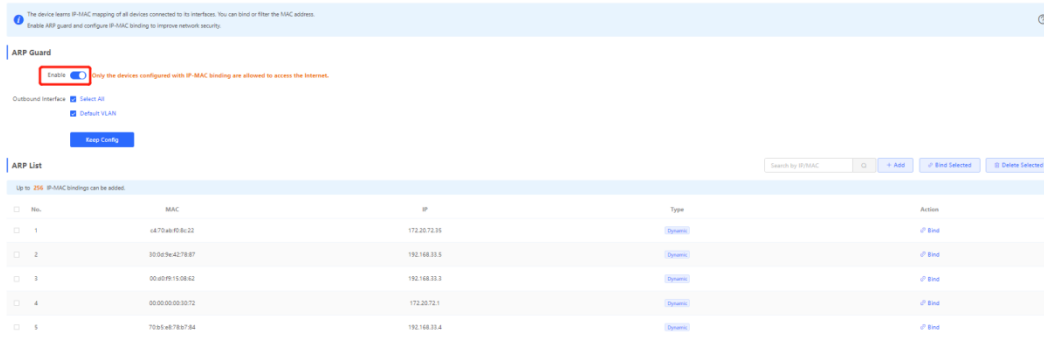 The device learns IP-MAC mapping of all devices connected to its interfaces. You can bind or filter the MAC address.
Enable ARP guard and configure IP-MAC binding to improve network security.
ARP Guard
Enable Only the devices configured with IP-MAC binding are allowed to access the Internet.
Outbound Interface Select All
Default VLAN
Keep Config
ARP List
Search by IP/MAC + Add Bind Selected Delete Selected
Up to 256 IP-MAC bindings can be added.
No. MAC IP Type Action
1 c4:70:ab:f0:8c:22 172.20.72.35 Dynamic Bind
2 30:0d:9e:42:78:87 192.168.33.5 Dynamic Bind
3 00:d0:f9:15:08:62 192.168.33.3 Dynamic Bind
4 00:00:00:00:50:72 172.20.72.1 Dynamic Bind
5 70:b5:e8:78:b7:84 192.168.33.4 Dynamic Bind